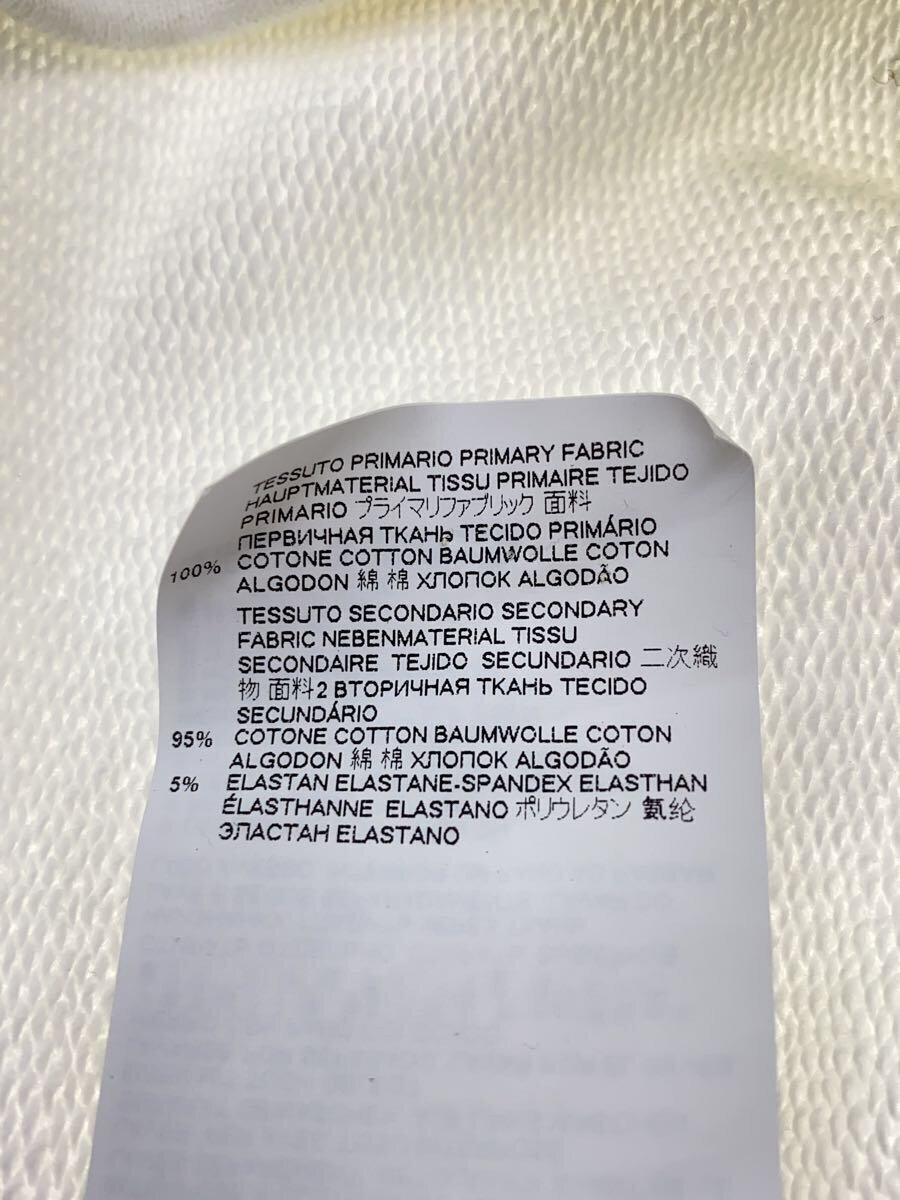 TESSUTO PRIMARIO PRIMARY FABRIC
HAUPTMATERIAL TISSU PRIMAIRE TEJIDO
PRIMARIO プライマリファブリック 面料
ПЕРВИЧНАЯ ТКАНЬ TECIDO PRIMÁRIO
100% COTONE COTTON BAUMWOLLE COTON
ALGODON 綿 棉 ХЛОПОК ALGODÃO
TESSUTO SECONDARIO SECONDARY
FABRIC NEBENMATERIAL TISSU
SECONDAIRE TEJIDO SECUNDARIO 二次織
物 面料2 ВТОРИЧНАЯ ТКАНЬ TECIDO
SECUNDÁRIO
95% COTONE COTTON BAUMWOLLE COTON
ALGODON 綿 棉 ХЛОПОК ALGODÃO
5% ELASTAN ELASTANE-SPANDEX ELASTHAN
ÉLASTHANNE ELASTANO ポリウレタン 氨纶
ЭЛАСТАН ELASTANO